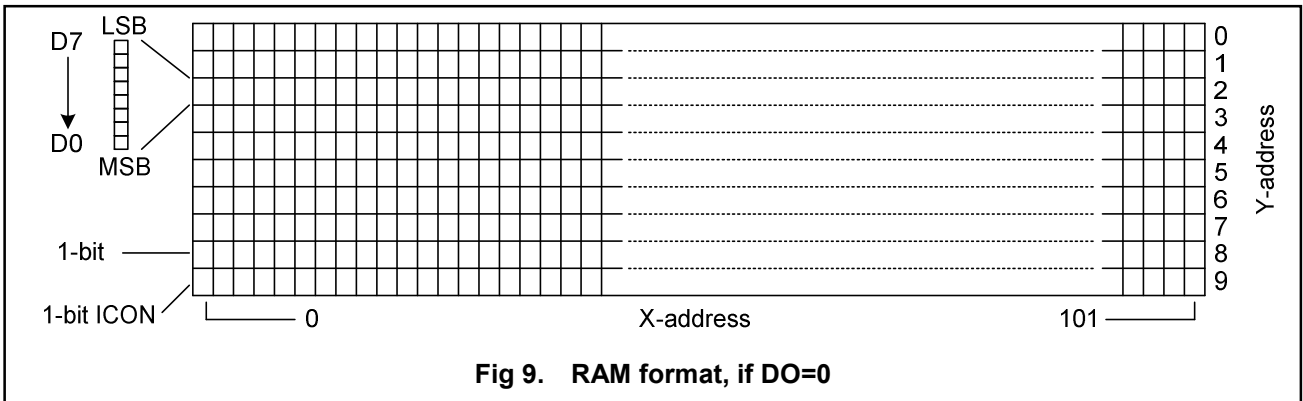 LSB
D7
D0
MSB
0
1
2
3
4
5
6
7
8
9
Y-address
1-bit
1-bit ICON
0 X-address 101
Fig 9. RAM format, if DO=0